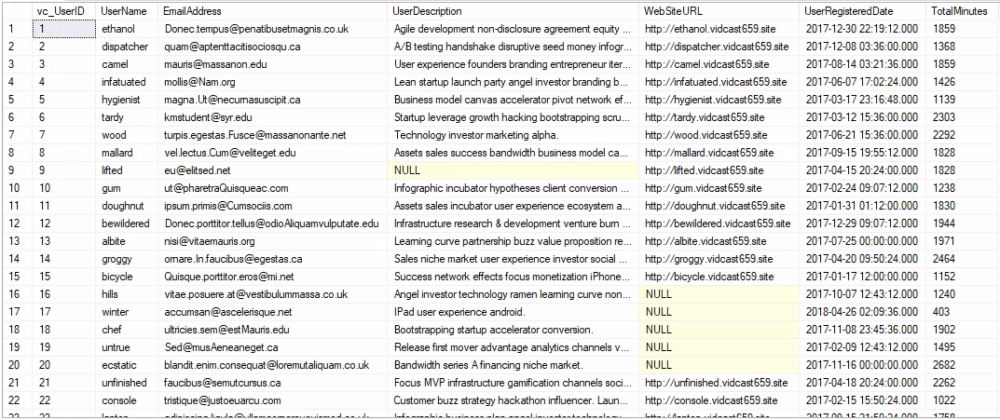 vc_UserID UserName EmailAddress UserDescription WebSiteURL UserRegisteredDate TotalMinutes
1 1 ethanol Donec.tempus@penatibusetmagnis.co.uk Agile development non-disclosure agreement equity ... http://ethanol.vidcast659.site 2017-12-30 22:19:12.000 1859
2 2 dispatcher quam@aptenttacitisociosqu.ca A/B testing handshake disruptive seed money infogr... http://dispatcher.vidcast659.site 2017-12-08 03:36:00.000 1368
3 3 camel mauris@massanon.edu User experience founders branding entrepreneur iter... http://camel.vidcast659.site 2017-08-14 03:21:36.000 1859
4 4 infatuated mollis@Nam.org Lean startup launch party angel investor branding b... http://infatuated.vidcast659.site 2017-06-07 17:02:24.000 1426
5 5 hygienist magna.Ut@necumasuscipit.ca Business model canvas accelerator pivot network ef... http://hygienist.vidcast659.site 2017-03-17 23:16:48.000 1139
6 6 tardy kmstudent@syr.edu Startup leverage growth hacking bootstrapping scru... http://tardy.vidcast659.site 2017-03-12 15:36:00.000 2303
7 7 wood turpis.egestas.Fusce@massanonante.net Technology investor marketing alpha. http://wood.vidcast659.site 2017-06-21 15:36:00.000 2292
8 8 mallard vel.lectus.Cum@veliteget.edu Assets sales success bandwidth business model ca... http://mallard.vidcast659.site 2017-09-15 19:55:12.000 1828
9 9 lifted eu@elitsed.net NULL http://lifted.vidcast659.site 2017-04-15 20:24:00.000 1828
10 10 gum ut@pharetraQuisqueac.com Infographic incubator hypotheses client conversion ... http://gum.vidcast659.site 2017-02-24 09:07:12.000 1238
11 11 doughnut ipsum.primis@Cumsociis.com Assets sales incubator user experience ecosystem a... http://doughnut.vidcast659.site 2017-01-31 01:12:00.000 1830
12 12 bewildered Donec.porttitor.tellus@odioAliquamvulputate.edu Infrastructure research & development venture burn ... http://bewildered.vidcast659.site 2017-12-29 09:07:12.000 1944
13 13 albite nisi@vitaemauris.org Learning curve partnership buzz value proposition re... http://albite.vidcast659.site 2017-07-25 00:00:00.000 1971
14 14 groggy ornare.In.faucibus@egestas.ca Sales niche market user experience investor social ... http://groggy.vidcast659.site 2017-04-20 09:50:24.000 2464
15 15 bicycle Quisque.porttitor.eros@mi.net Success network effects focus monetization iPhone... http://bicycle.vidcast659.site 2017-01-17 12:00:00.000 1152
16 16 hills vitae.posuere.at@vestibulummassa.co.uk Angel investor technology ramen learning curve non... NULL 2017-10-07 12:43:12.000 1240
17 17 winter accumsan@ascelerisque.net IPad user experience android. NULL 2018-04-26 02:09:36.000 403
18 18 chef ultricies.sem@estMauris.edu Bootstrapping startup accelerator conversion. NULL 2017-11-08 23:45:36.000 1902
19 19 untrue Sed@musAeneaneget.ca Release first mover advantage analytics channels v... NULL 2017-02-09 12:43:12.000 1495
20 20 ecstatic blandit.enim.consequat@loremutaliquam.co.uk Bandwidth series A financing niche market. NULL 2017-11-16 00:00:00.000 2682
21 21 unfinished faucibus@semutcursus.ca Focus MVP infrastructure gamification channels soci... http://unfinished.vidcast659.site 2017-04-18 20:24:00.000 2262
22 22 console tristique@justoeuarcu.com Customer buzz strategy hackathon influencer. Laun... http://console.vidcast659.site 2017-02-15 15:50:24.000 1022